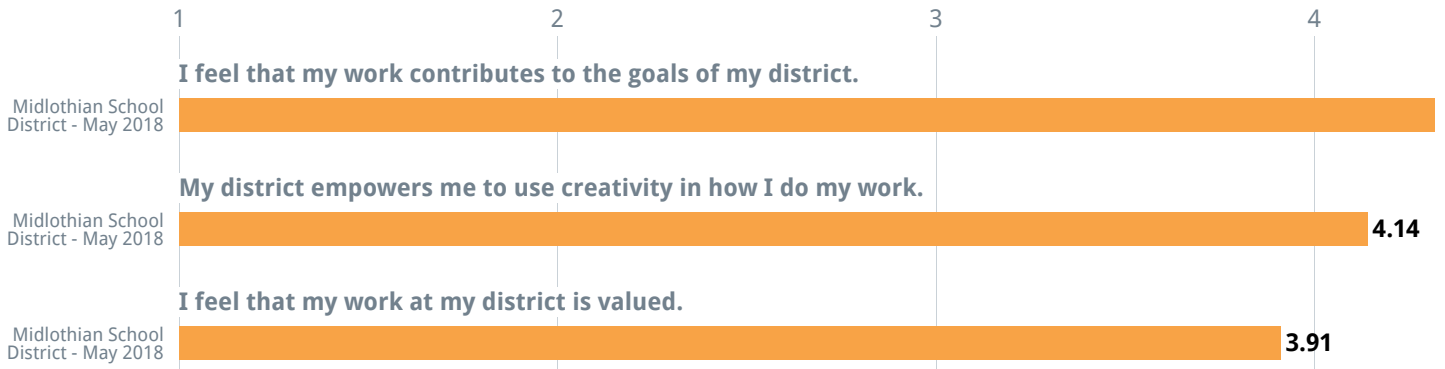 1 2 3 4
I feel that my work contributes to the goals of my district.
Midlothian School
District - May 2018
My district empowers me to use creativity in how I do my work.
Midlothian School
District - May 2018
4.14
I feel that my work at my district is valued.
Midlothian School
District - May 2018
3.91